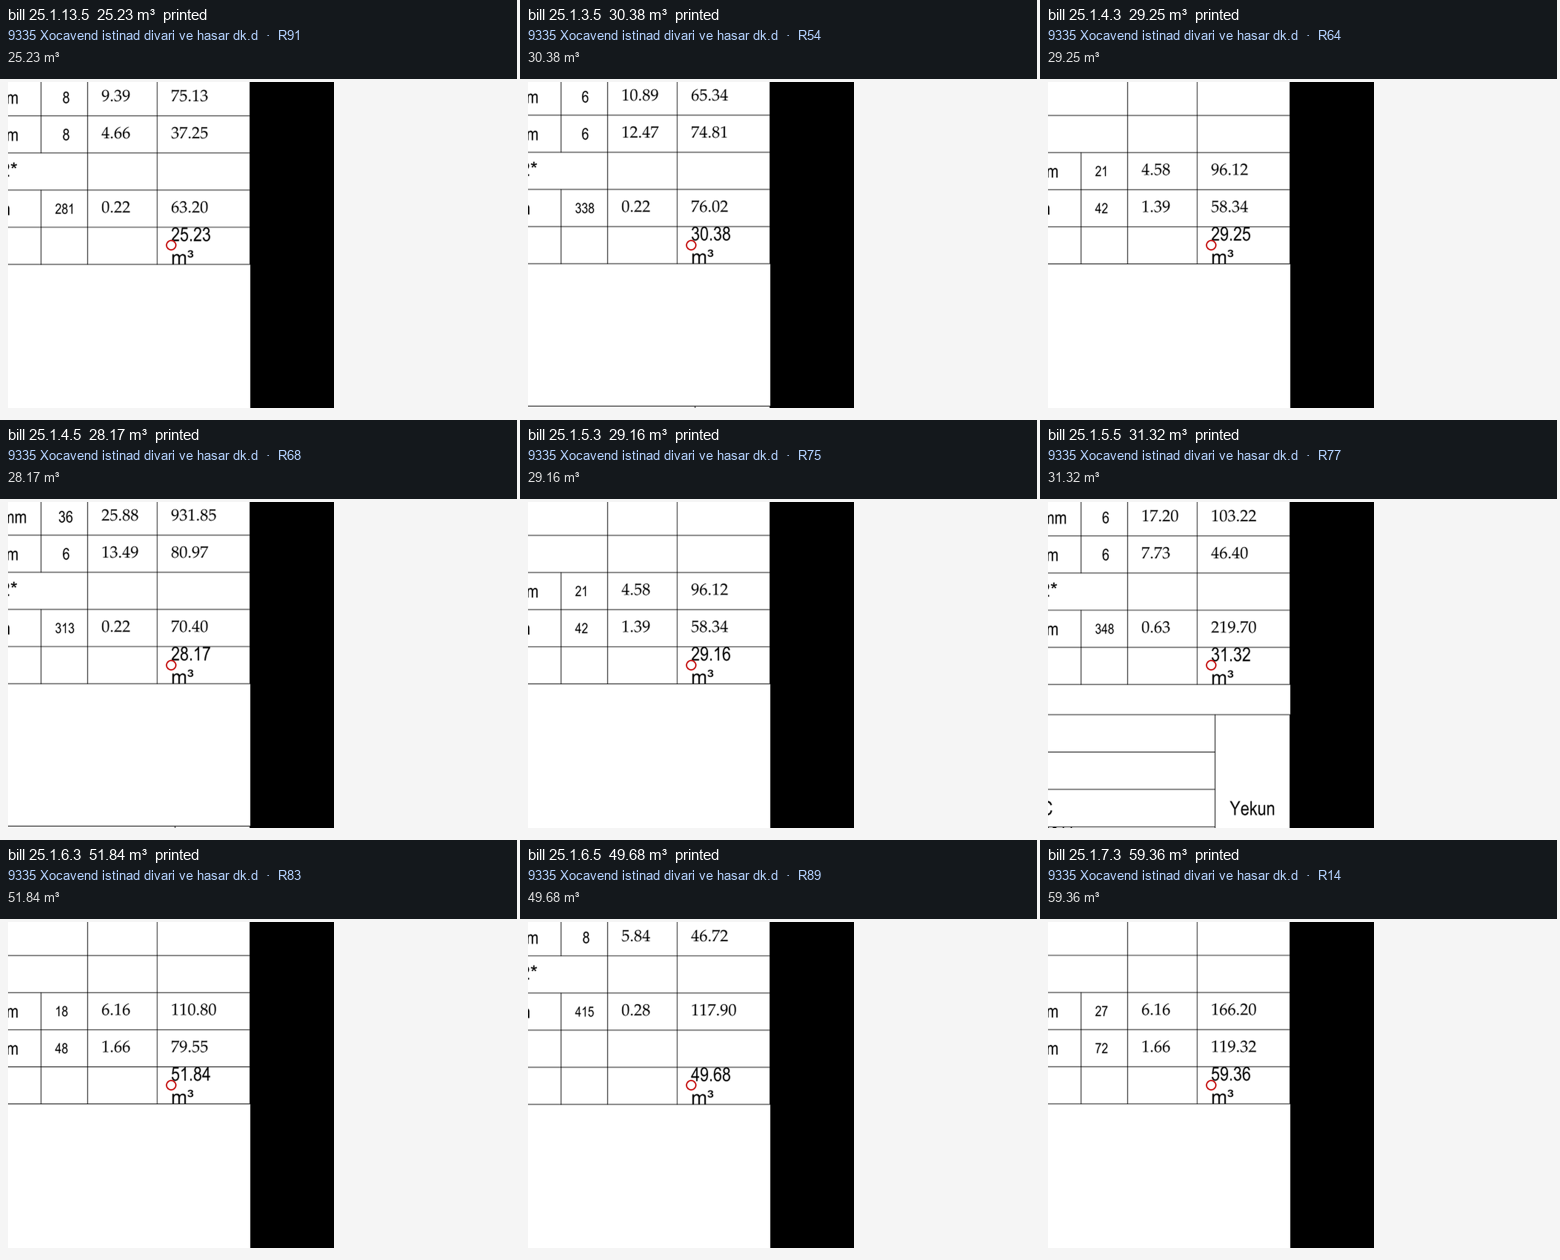 bill 25.1.13.5 25.23 m³ printed
9335 Xocavend istinad divari ve hasar dk.d · R91
25.23 m³
m 8 9.39 75.13
m 8 4.66 37.25
2*
281 0.22 63.20
25.23
m³
bill 25.1.3.5 30.38 m³ printed
9335 Xocavend istinad divari ve hasar dk.d · R54
30.38 m³
m 6 10.89 65.34
m 6 12.47 74.81
2*
338 0.22 76.02
30.38
m³
bill 25.1.4.3 29.25 m³ printed
9335 Xocavend istinad divari ve hasar dk.d · R64
29.25 m³
m 21 4.58 96.12
42 1.39 58.34
29.25
m³
bill 25.1.4.5 28.17 m³ printed
9335 Xocavend istinad divari ve hasar dk.d · R68
28.17 m³
mm 36 25.88 931.85
m 6 13.49 80.97
2*
313 0.22 70.40
28.17
m³
bill 25.1.5.3 29.16 m³ printed
9335 Xocavend istinad divari ve hasar dk.d · R75
29.16 m³
m 21 4.58 96.12
42 1.39 58.34
29.16
m³
bill 25.1.5.5 31.32 m³ printed
9335 Xocavend istinad divari ve hasar dk.d · R77
31.32 m³
mm 6 17.20 103.22
m 6 7.73 46.40
2*
m 348 0.63 219.70
31.32
m³
Yekun
bill 25.1.6.3 51.84 m³ printed
9335 Xocavend istinad divari ve hasar dk.d · R83
51.84 m³
m 18 6.16 110.80
m 48 1.66 79.55
51.84
m³
bill 25.1.6.5 49.68 m³ printed
9335 Xocavend istinad divari ve hasar dk.d · R89
49.68 m³
m 8 5.84 46.72
2*
415 0.28 117.90
49.68
m³
bill 25.1.7.3 59.36 m³ printed
9335 Xocavend istinad divari ve hasar dk.d · R14
59.36 m³
m 27 6.16 166.20
m 72 1.66 119.32
59.36
m³